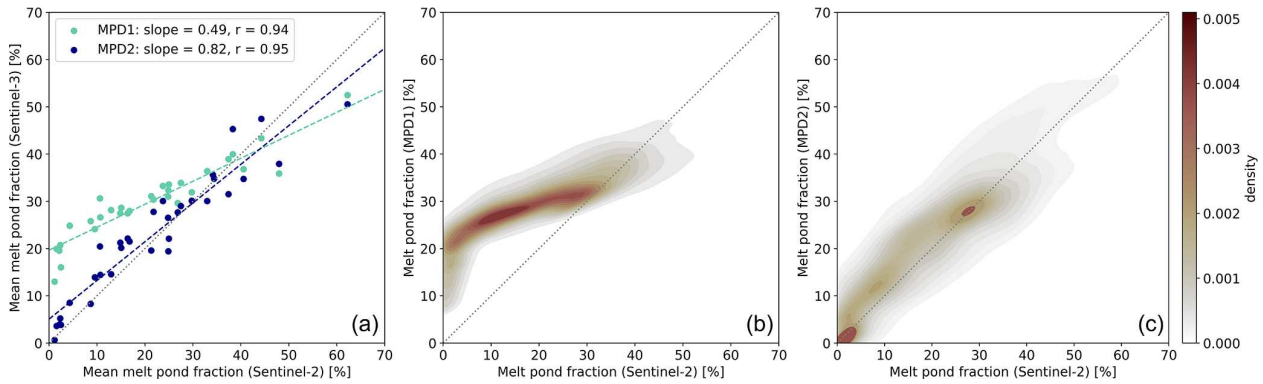 MPD1: slope = 0.49, r = 0.94
MPD2: slope = 0.82, r = 0.95
Mean melt pond fraction (Sentinel-3) [%]
70
60
50
40
30
20
10
0
0 10 20 30 40 50 60 70
Mean melt pond fraction (Sentinel-2) [%]
(a)
Melt pond fraction (MPD1) [%]
70
60
50
40
30
20
10
0
0 10 20 30 40 50 60 70
Melt pond fraction (Sentinel-2) [%]
(b)
Melt pond fraction (MPD2) [%]
70
60
50
40
30
20
10
0
0 10 20 30 40 50 60 70
Melt pond fraction (Sentinel-2) [%]
(c)
0.005
0.004
0.003
0.002
0.001
0.000
density